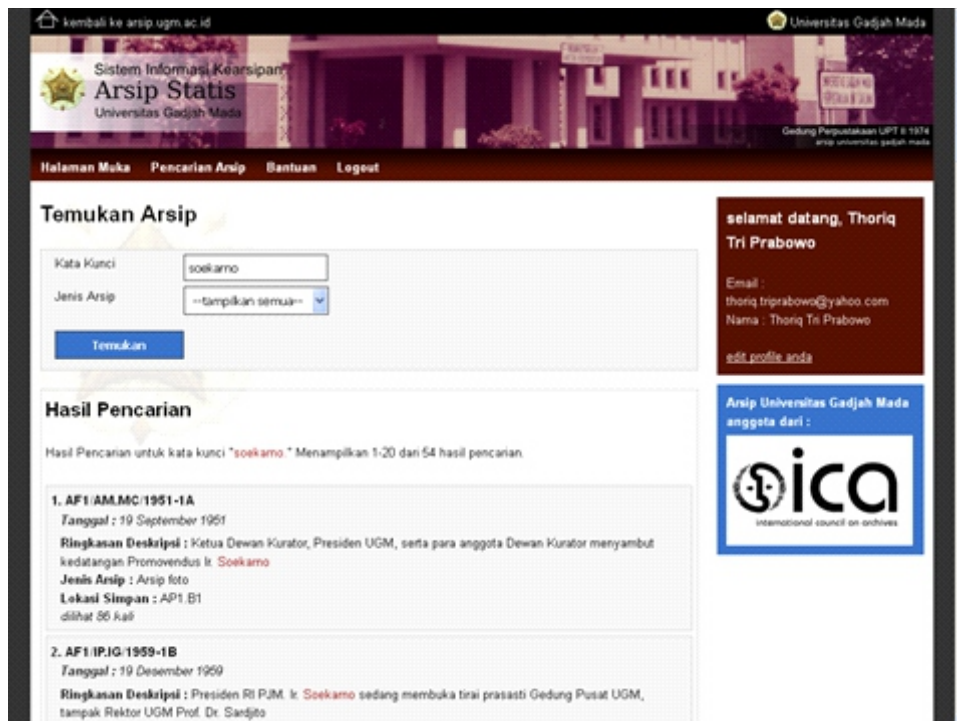 kembali ke arsip.ugm.ac.id
Universitas Gadjah Mada
Sistem Informasi Kearsipan
Arsip Statis
Universitas Gadjah Mada
Gedung Perpustakaan UPT II 1974
arsip universitas gadjah mada
Halaman Muka Pencarian Arsip Bantuan Logout
Temukan Arsip
Kata Kunci soekarno
Jenis Arsip --tampilkan semua--
Temukan
Hasil Pencarian
Hasil Pencarian untuk kata kunci "soekarno." Menampilkan 1-20 dari 54 hasil pencarian.
1. AF1/AM.MC/1951-1A
Tanggal : 19 September 1951
Ringkasan Deskripsi : Ketua Dewan Kurator, Presiden UGM, serta para anggota Dewan Kurator menyambut
kedatangan Promovendus Ir. Soekarno
Jenis Arsip : Arsip foto
Lokasi Simpan : AP1.B1
dilihat 86 kali
2. AF1/IP.IG/1959-1B
Tanggal : 19 Desember 1959
Ringkasan Deskripsi : Presiden RI PJM. Ir. Soekarno sedang membuka tirai prasasti Gedung Pusat UGM,
tampak Rektor UGM Prof. Dr. Sardjito
selamat datang, Thoriq
Tri Prabowo
Email :
thoriq.triprabowo@yahoo.com
Nama : Thoriq Tri Prabowo
edit profile anda
Arsip Universitas Gadjah Mada
anggota dari :
ica
international council on archives